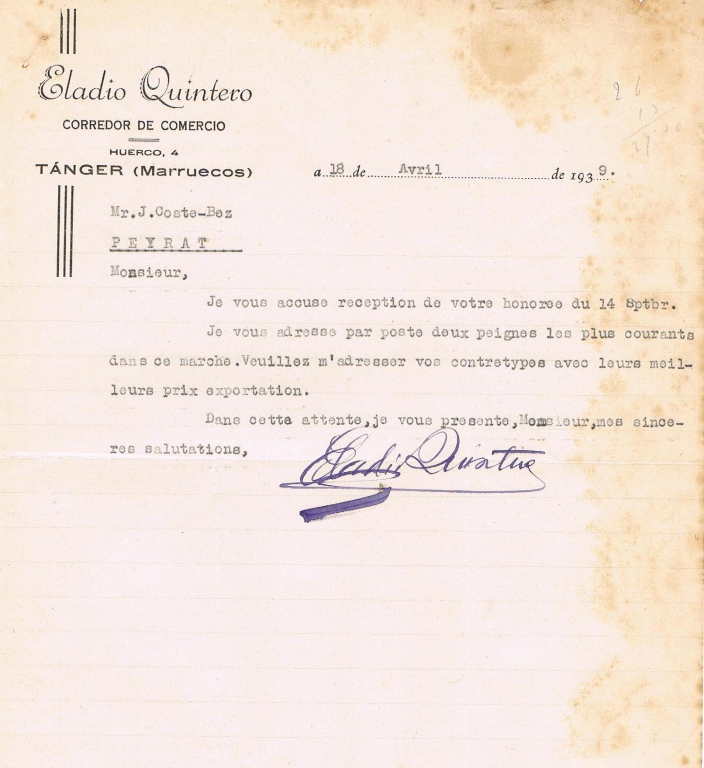 Eladio Quintero
CORREDOR DE COMERCIO
HUERCO, 4
TÁNGER (Marruecos)
a 18 de Avril de 1939.
Mr.J.Coste-Bez
PEYRAT
Monsieur,
Je vous accuse reception de votre honoree du 14 Sptbr.
Je vous adresse par poste deux peignes les plus courants
dans ce marche.Veuillez m'adresser vos contretypes avec leurs meil-
leurs prix exportation.
Dans cette attente,je vous presente,Monsieur,mes since-
res salutations,
Eladio Quintero